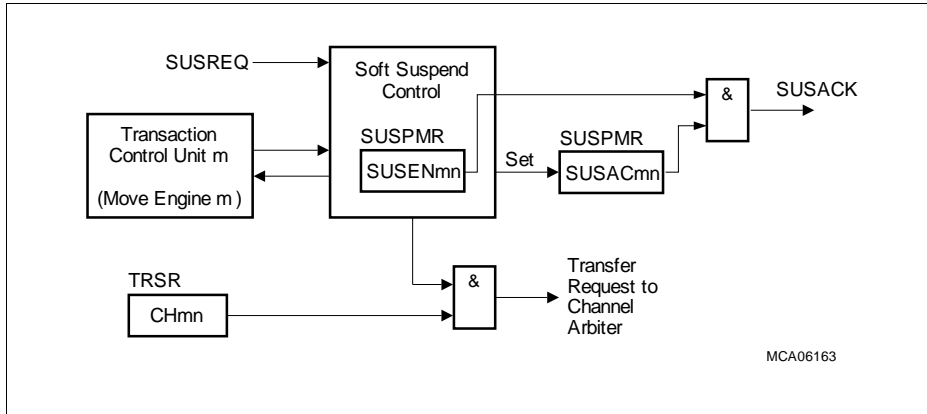 SUSREQ
Soft Suspend
Control
SUSPMR
SUSENmn
Transaction
Control Unit m
(Move Engine m )
Set
SUSPMR
SUSACmn
&
SUSACK
TRSR
CHmn
&
Transfer
Request to
Channel
Arbiter
MCA06163